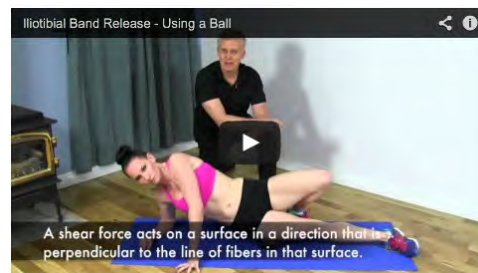 Iliotibial Band Release - Using a Ball
A shear force acts on a surface in a direction that is
perpendicular to the line of fibers in that surface.